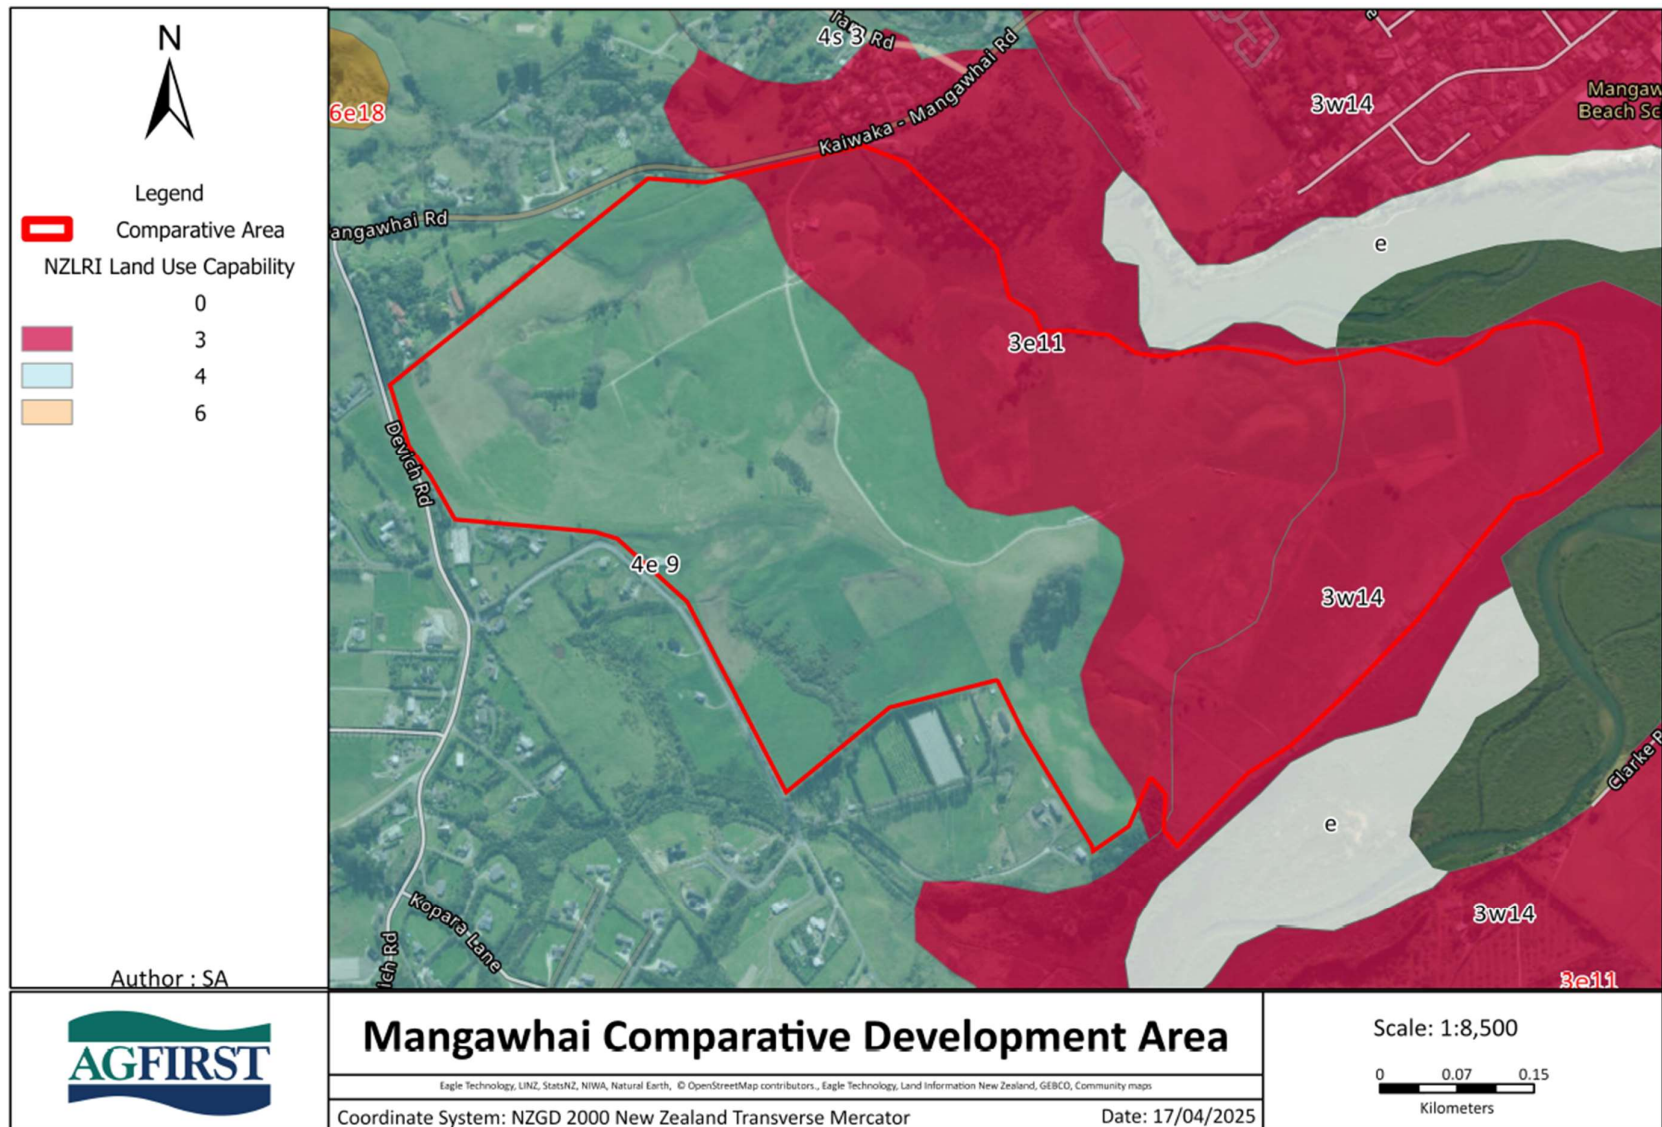 N
Legend
Comparative Area
NZLRI Land Use Capability
0
3
4
6
Author : SA
4s 3
Rd
Kaiwaka - Mangawhai Rd
6e18
3w14
Mangaw
Beach Sc
angawhai Rd
e
3e11
Devich Rd
4e 9
3w14
Clarke
e
Kopara Lane
ich Rd
3w14
3e11
AGFIRST
Mangawhai Comparative Development Area
Eagle Technology, LINZ, StatsNZ, NIWA, Natural Earth, © OpenStreetMap contributors., Eagle Technology, Land Information New Zealand, GEBCO, Community maps
Coordinate System: NZGD 2000 New Zealand Transverse Mercator
Date: 17/04/2025
Scale: 1:8,500
0 0.07 0.15
Kilometers